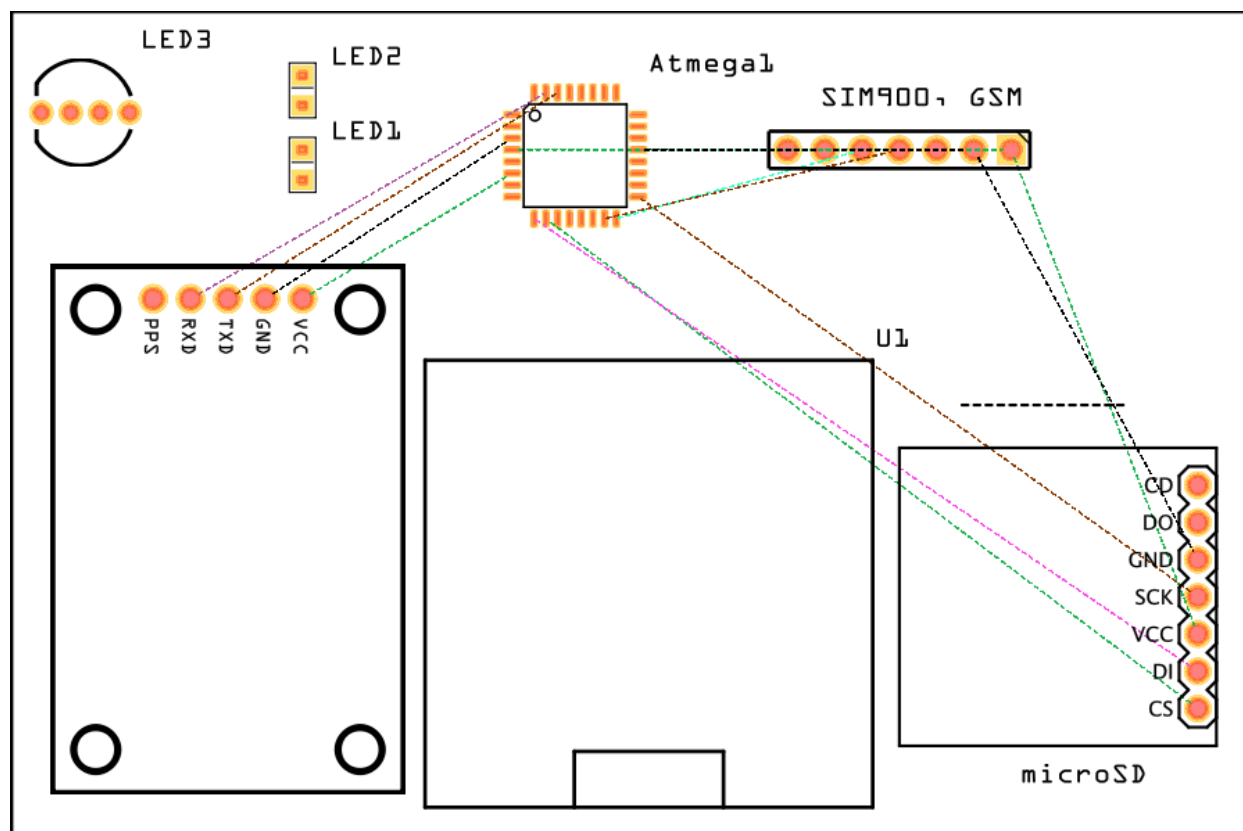 LED3
LED2
LED1
Atmega1
SIM900, GSM
PPS
RXD
TXD
GND
VCC
U1
CD
DO
GND
SCK
VCC
DI
CS
microSD